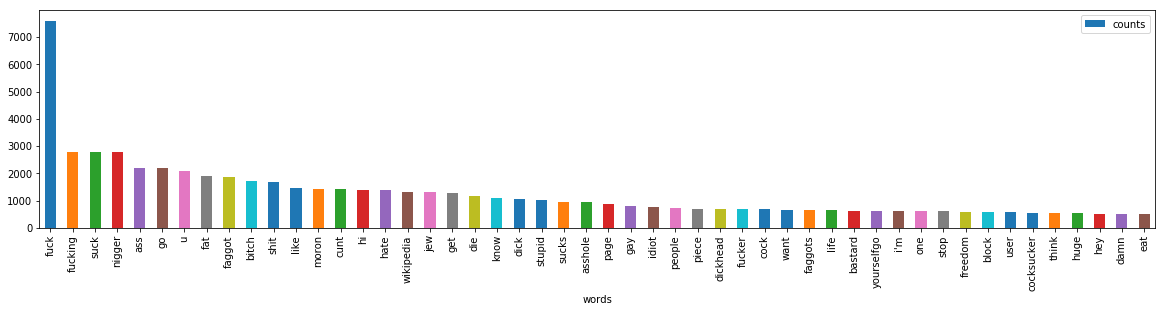 counts
7000
6000
5000
4000
3000
2000
1000
0
fuck
fucking
suck
nigger
ass
go
u
fat
faggot
bitch
shit
like
moron
cunt
hi
hate
wikipedia
jew
get
die
know
dick
stupid
sucks
asshole
page
gay
idiot
people
piece
dickhead
fucker
cock
want
faggots
life
bastard
yourselfgo
i'm
one
stop
freedom
block
user
cocksucker
think
huge
hey
damn
eat
words